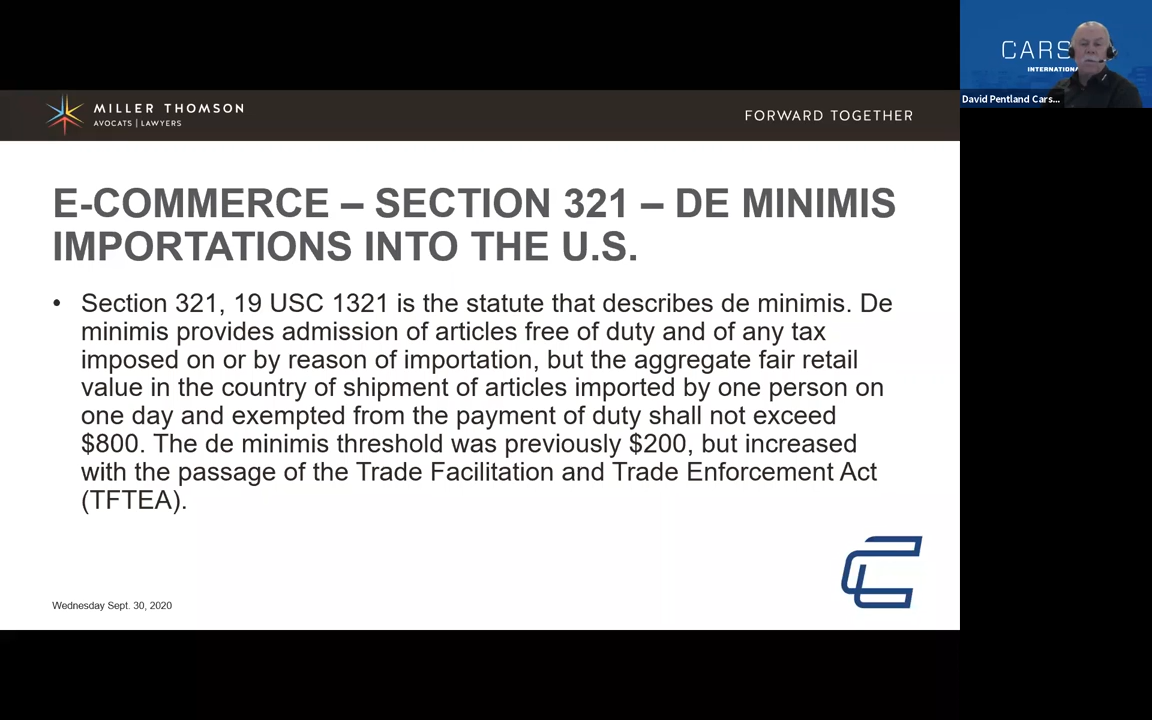 MILLER THOMSON
AVOCATS | LAWYERS
FORWARD TOGETHER
CARS
INTERNATIONA
David Pentland Cars...
E-COMMERCE – SECTION 321 – DE MINIMIS
IMPORTATIONS INTO THE U.S.
• Section 321, 19 USC 1321 is the statute that describes de minimis. De
minimis provides admission of articles free of duty and of any tax
imposed on or by reason of importation, but the aggregate fair retail
value in the country of shipment of articles imported by one person on
one day and exempted from the payment of duty shall not exceed
$800. The de minimis threshold was previously $200, but increased
with the passage of the Trade Facilitation and Trade Enforcement Act
(TFTEA).
Wednesday Sept. 30, 2020